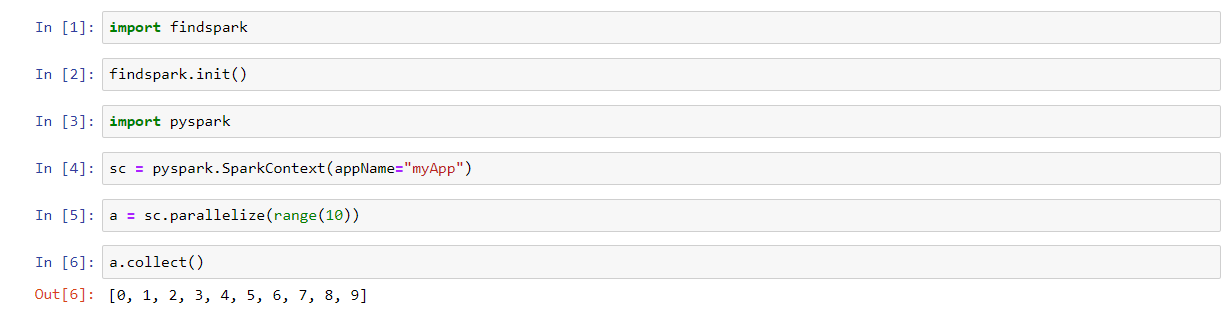 In [1]: import findspark
In [2]: findspark.init()
In [3]: import pyspark
In [4]: sc = pyspark.SparkContext(appName="myApp")
In [5]: a = sc.parallelize(range(10))
In [6]: a.collect()
Out[6]: [0, 1, 2, 3, 4, 5, 6, 7, 8, 9]